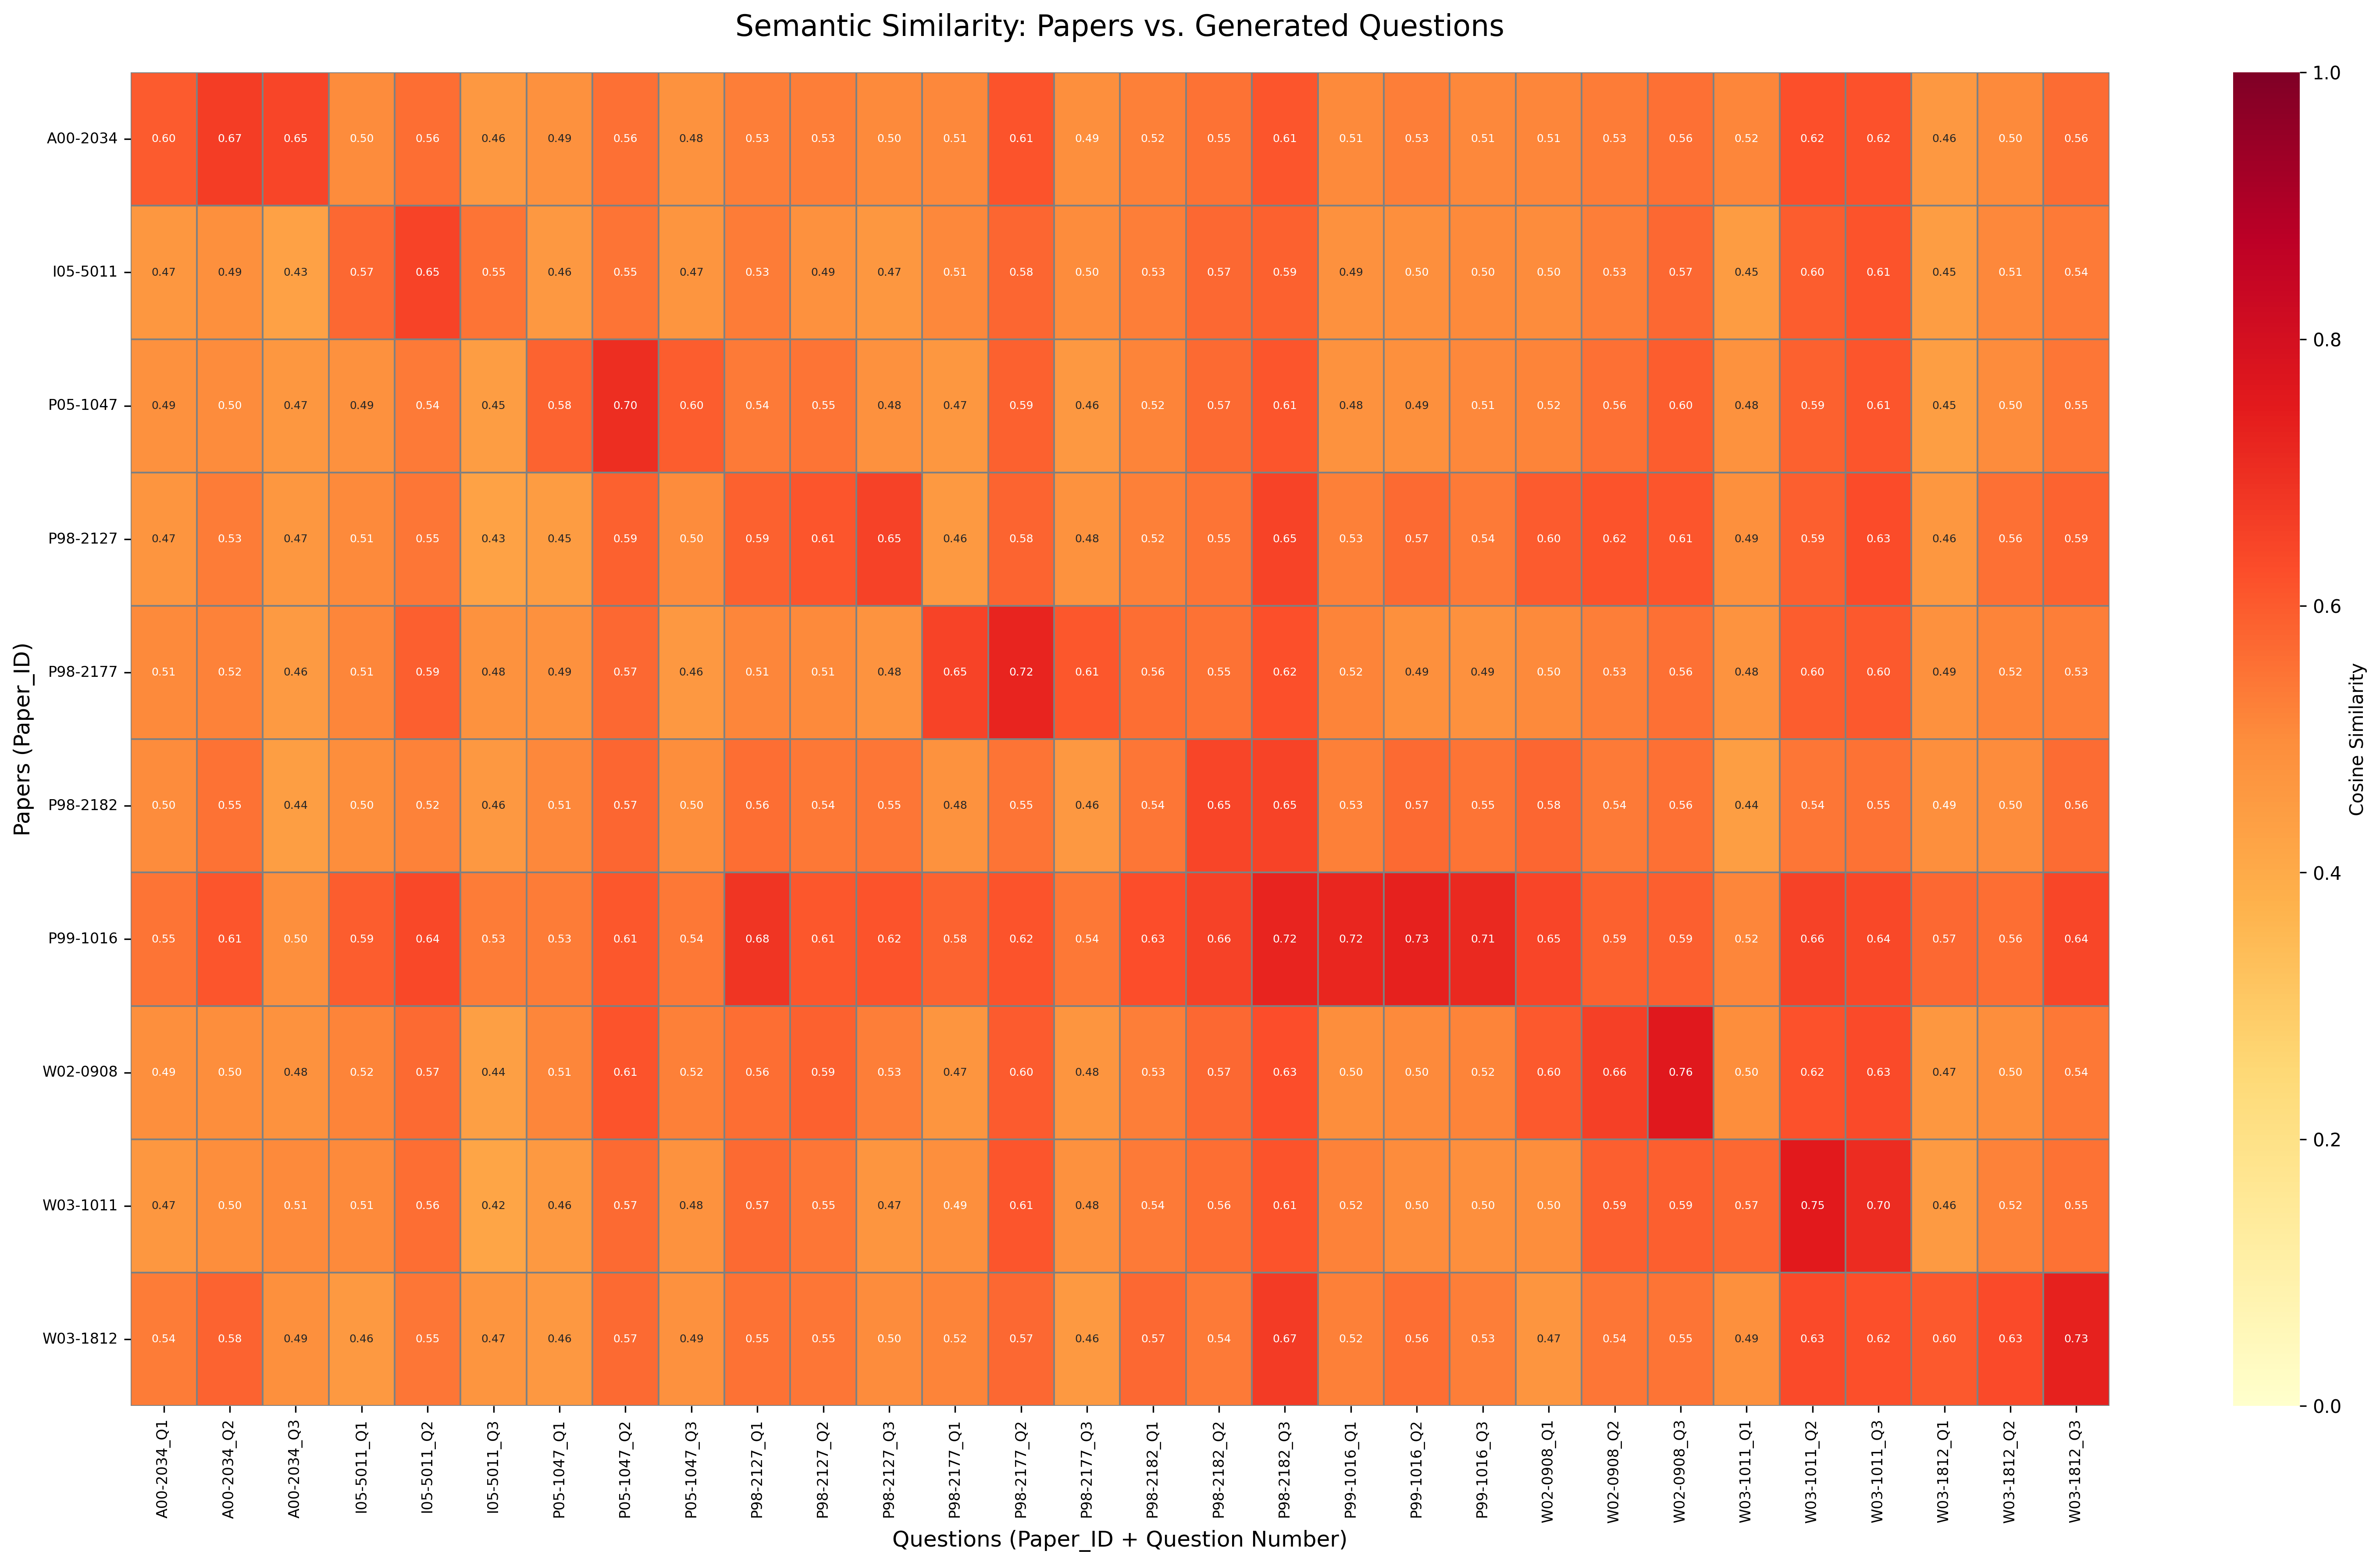 Semantic Similarity: Papers vs. Generated Questions
A00-2034 0.60 0.67 0.65 0.50 0.56 0.46 0.49 0.56 0.48 0.53 0.53 0.50 0.51 0.61 0.49 0.52 0.55 0.61 0.51 0.53 0.51 0.51 0.53 0.56 0.52 0.62 0.62 0.46 0.50 0.56
I05-5011 0.47 0.49 0.43 0.57 0.65 0.55 0.46 0.55 0.47 0.53 0.49 0.47 0.51 0.58 0.50 0.53 0.57 0.59 0.49 0.50 0.50 0.50 0.53 0.57 0.45 0.60 0.61 0.45 0.51 0.54
P05-1047 0.49 0.50 0.47 0.49 0.54 0.45 0.58 0.70 0.60 0.54 0.55 0.48 0.47 0.59 0.46 0.52 0.57 0.61 0.48 0.49 0.51 0.52 0.56 0.60 0.48 0.59 0.61 0.45 0.50 0.55
P98-2127 0.47 0.53 0.47 0.51 0.55 0.43 0.45 0.59 0.50 0.59 0.61 0.65 0.46 0.58 0.48 0.52 0.55 0.65 0.53 0.57 0.54 0.60 0.62 0.61 0.49 0.59 0.63 0.46 0.56 0.59
P98-2177 0.51 0.52 0.46 0.51 0.59 0.48 0.49 0.57 0.46 0.51 0.51 0.48 0.65 0.72 0.61 0.56 0.55 0.62 0.52 0.49 0.49 0.50 0.53 0.56 0.48 0.60 0.60 0.49 0.52 0.53
P98-2182 0.50 0.55 0.44 0.50 0.52 0.46 0.51 0.57 0.50 0.56 0.54 0.55 0.48 0.55 0.46 0.54 0.65 0.65 0.53 0.57 0.55 0.58 0.54 0.56 0.44 0.54 0.55 0.49 0.50 0.56
P99-1016 0.55 0.61 0.50 0.59 0.64 0.53 0.53 0.61 0.54 0.68 0.61 0.62 0.58 0.62 0.54 0.63 0.66 0.72 0.72 0.73 0.71 0.65 0.59 0.59 0.52 0.66 0.64 0.57 0.56 0.64
W02-0908 0.49 0.50 0.48 0.52 0.57 0.44 0.51 0.61 0.52 0.56 0.59 0.53 0.47 0.60 0.48 0.53 0.57 0.63 0.50 0.50 0.52 0.60 0.66 0.76 0.50 0.62 0.63 0.47 0.50 0.54
W03-1011 0.47 0.50 0.51 0.51 0.56 0.42 0.46 0.57 0.48 0.57 0.55 0.47 0.49 0.61 0.48 0.54 0.56 0.61 0.52 0.50 0.50 0.50 0.59 0.59 0.57 0.75 0.70 0.46 0.52 0.55
W03-1812 0.54 0.58 0.49 0.46 0.55 0.47 0.46 0.57 0.49 0.55 0.55 0.50 0.52 0.57 0.46 0.57 0.54 0.67 0.52 0.56 0.53 0.47 0.54 0.55 0.49 0.63 0.62 0.60 0.63 0.73
Papers (Paper_ID)
A00-2034_Q1
A00-2034_Q2
A00-2034_Q3
I05-5011_Q1
I05-5011_Q2
I05-5011_Q3
P05-1047_Q1
P05-1047_Q2
P05-1047_Q3
P98-2127_Q1
P98-2127_Q2
P98-2127_Q3
P98-2177_Q1
P98-2177_Q2
P98-2177_Q3
P98-2182_Q1
P98-2182_Q2
P98-2182_Q3
P99-1016_Q1
P99-1016_Q2
P99-1016_Q3
W02-0908_Q1
W02-0908_Q2
W02-0908_Q3
W03-1011_Q1
W03-1011_Q2
W03-1011_Q3
W03-1812_Q1
W03-1812_Q2
W03-1812_Q3
Questions (Paper_ID + Question Number)
1.0
0.8
0.6
0.4
0.2
0.0
Cosine Similarity